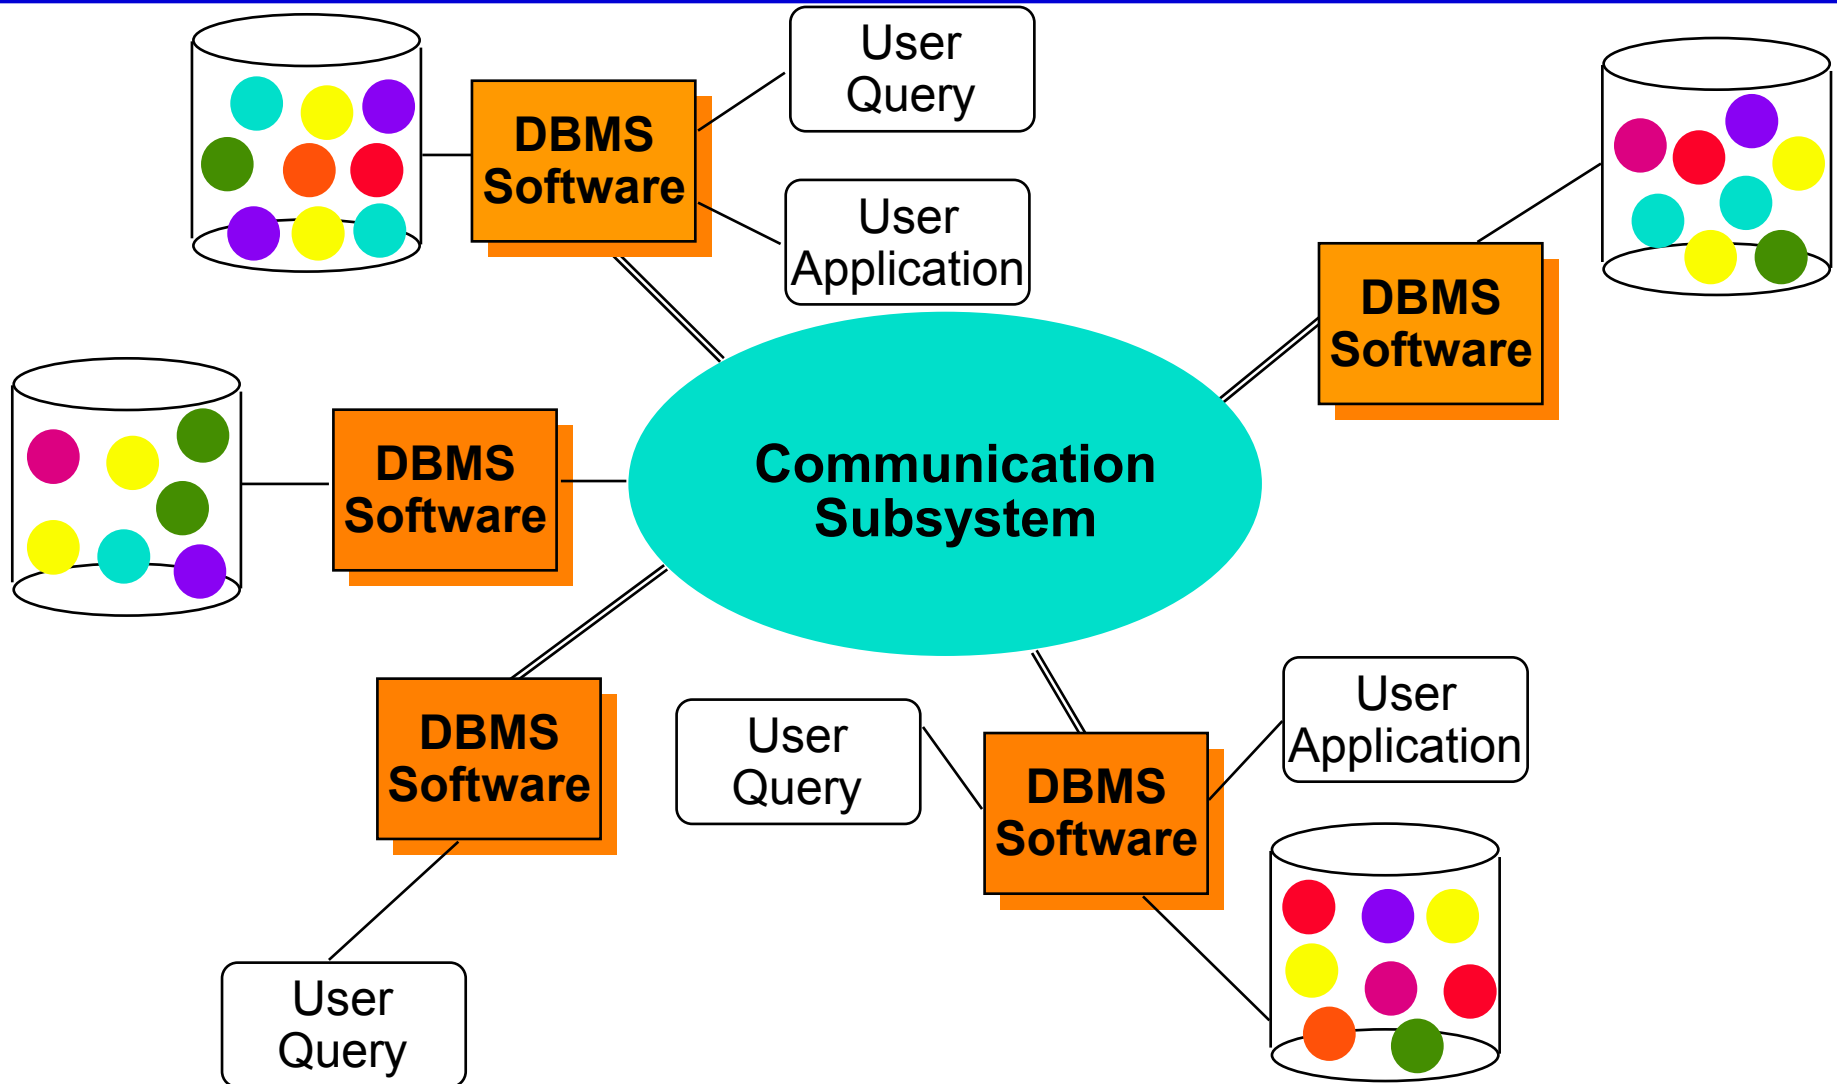 User
Query
DBMS
Software
User
Application
DBMS
Software
DBMS
Software
Communication
Subsystem
DBMS
Software
User
Query
User
Application
DBMS
Software
User
Query